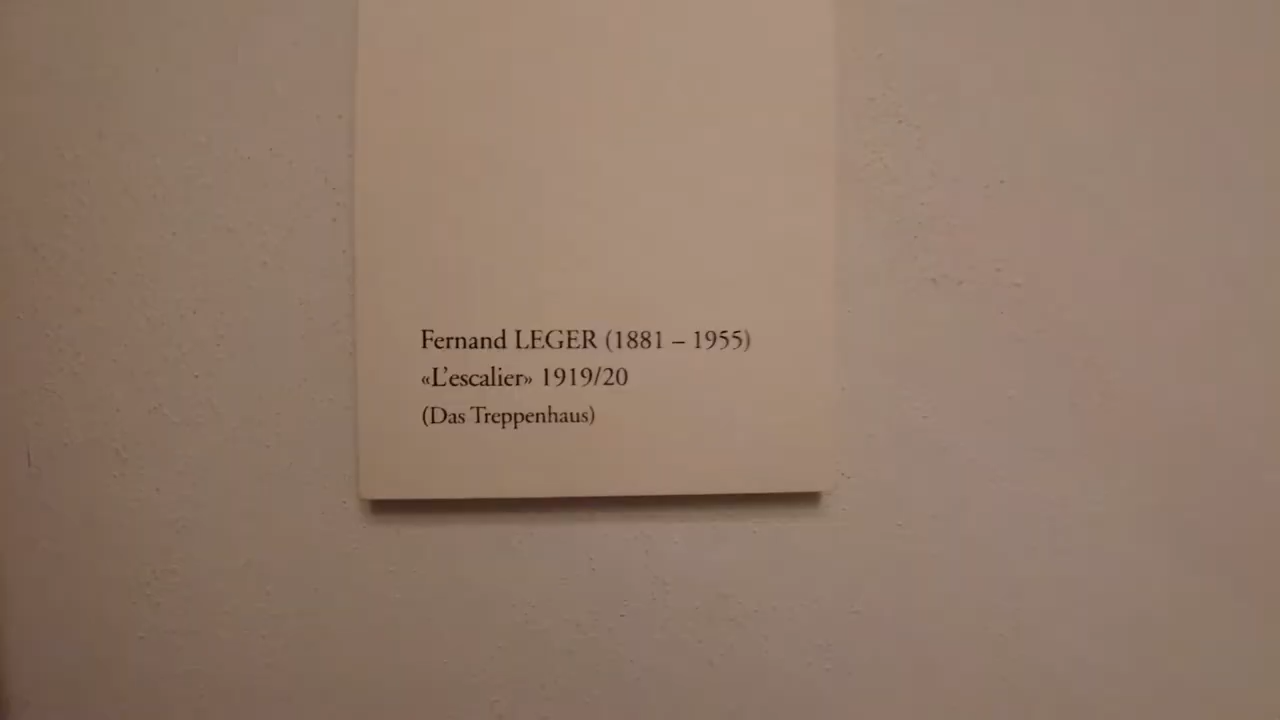 Fernand LEGER (1881 – 1955)
«L’escalier» 1919/20
(Das Treppenhaus)